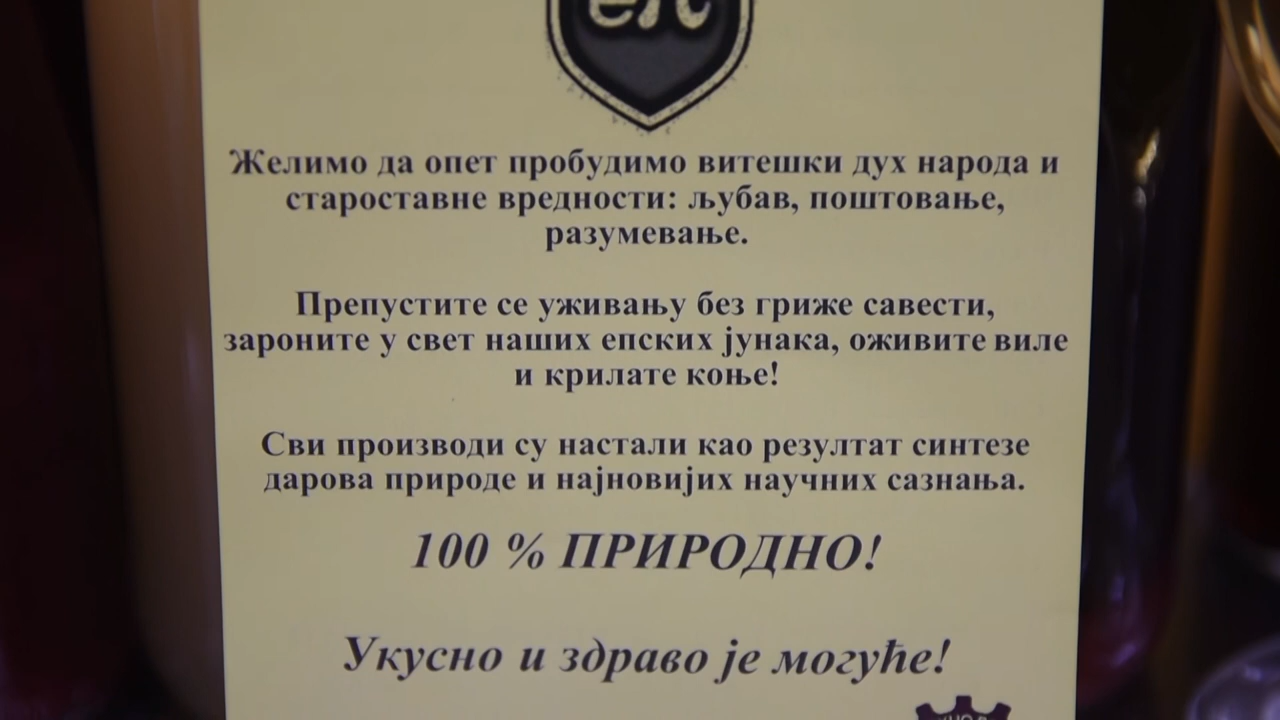 Желимо да опет пробудимо витешки дух народа и
староставне вредности: љубав, поштовање,
разумевање.
Препустите се уживању без гриже савести,
зароните у свет наших епских јунака, оживите виле
и крилате коње!
Сви производи су настали као резултат синтезе
дарова природе и најновијих научних сазнања.
100 % ПРИРОДНО!
Укусно и здраво је могуће!